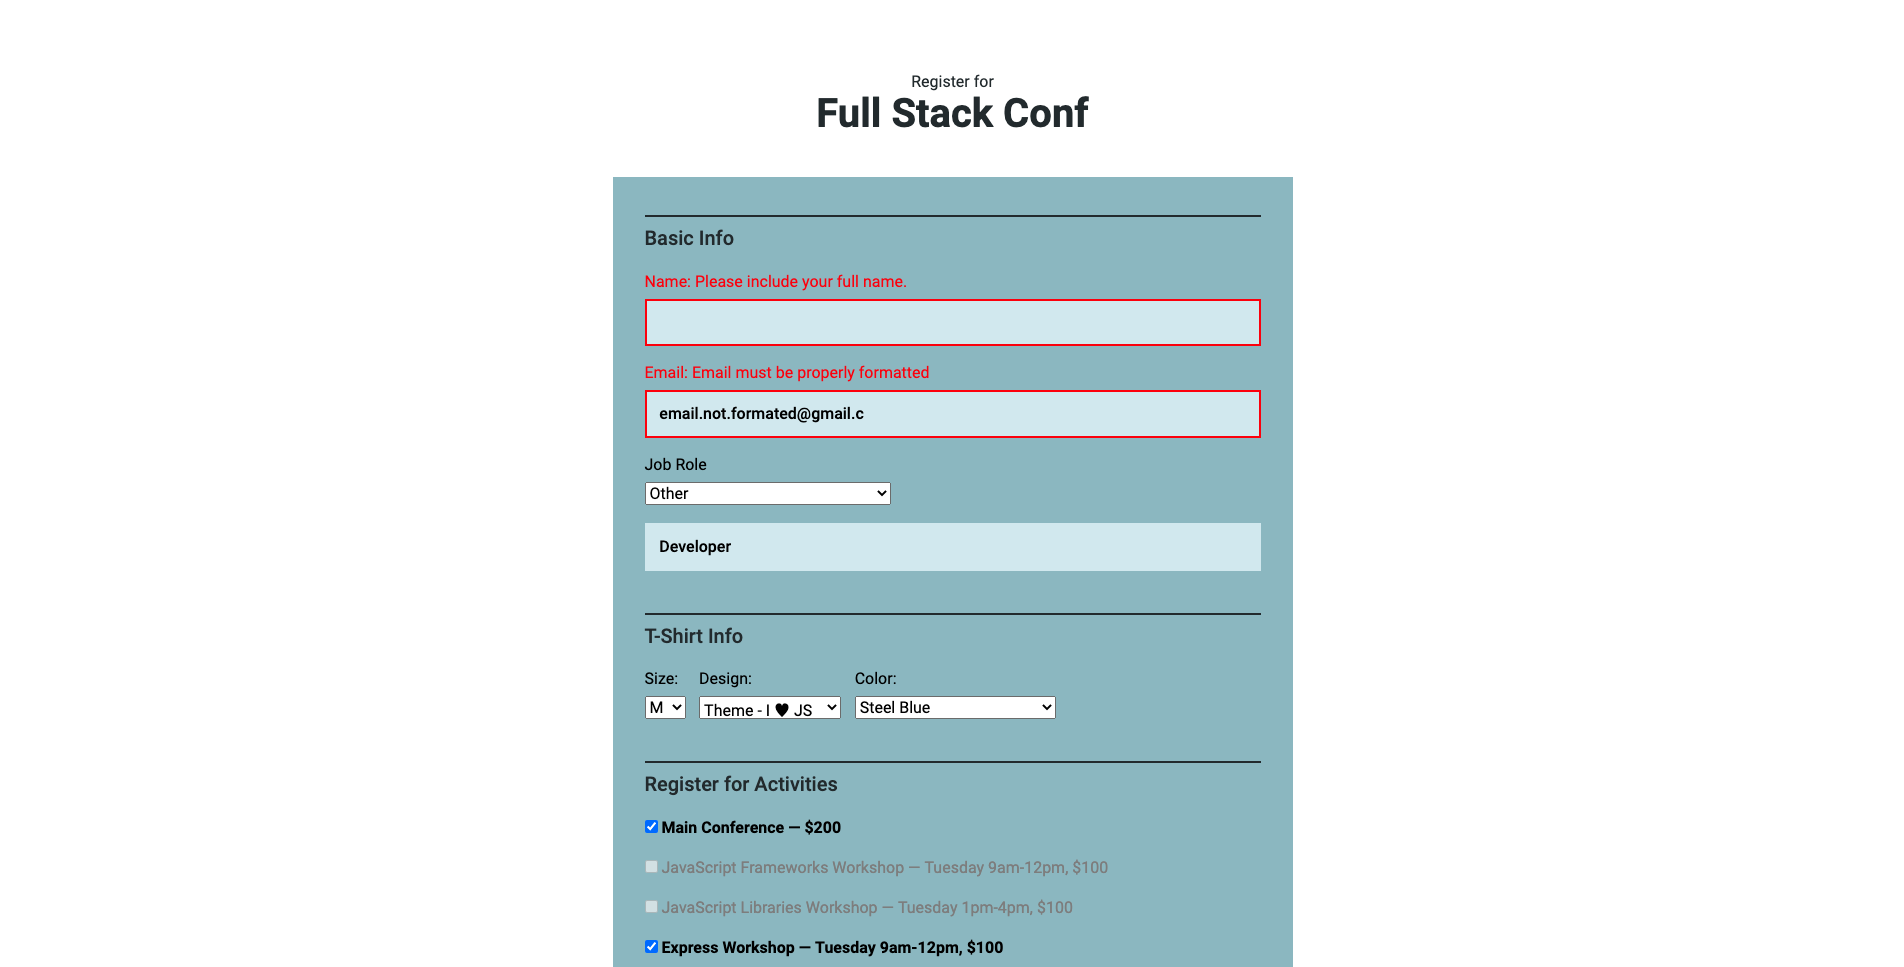 Register for
Full Stack Conf
Basic Info
Name: Please include your full name.
Email: Email must be properly formatted
email.not.formated@gmail.c
Job Role
Other
Developer
T-Shirt Info
Size: Design: Color:
M Theme - I ♥ JS Steel Blue
Register for Activities
Main Conference — $200
JavaScript Frameworks Workshop — Tuesday 9am-12pm, $100
JavaScript Libraries Workshop — Tuesday 1pm-4pm, $100
Express Workshop — Tuesday 9am-12pm, $100